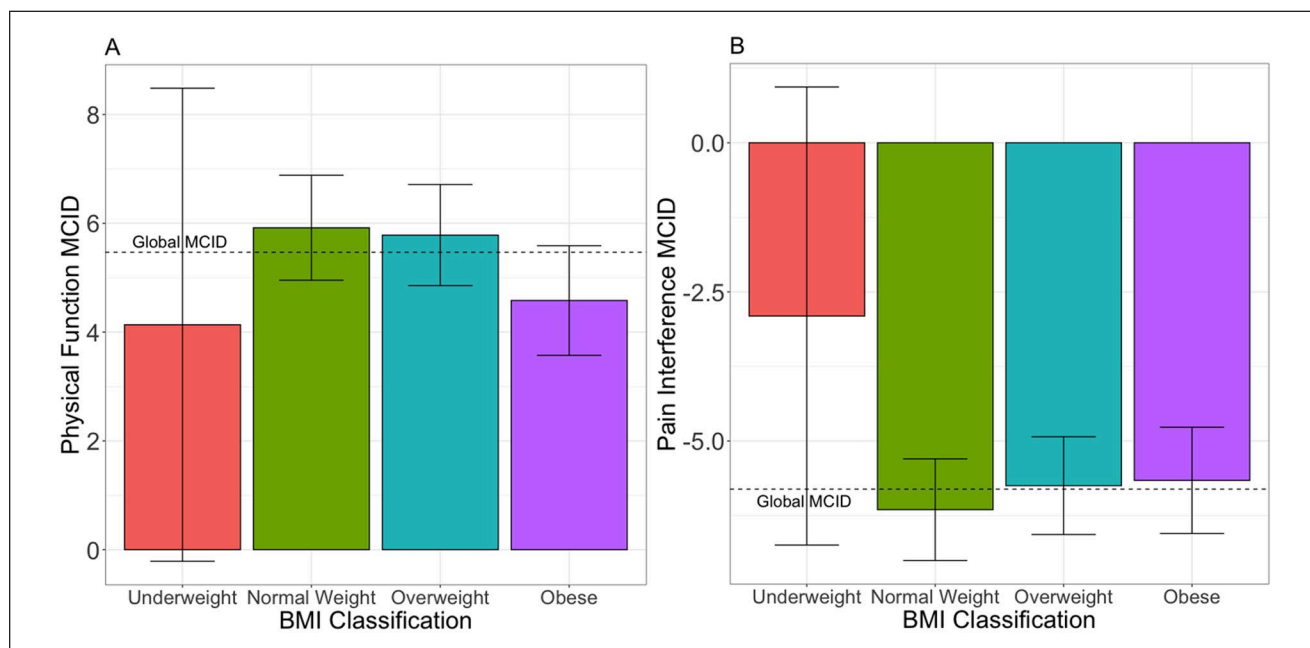 A
Physical Function MCID
8
6
4
2
0
Global MCID
Underweight Normal Weight Overweight Obese
BMI Classification
B
Pain Interference MCID
0.0
-2.5
-5.0
Global MCID
Underweight Normal Weight Overweight Obese
BMI Classification